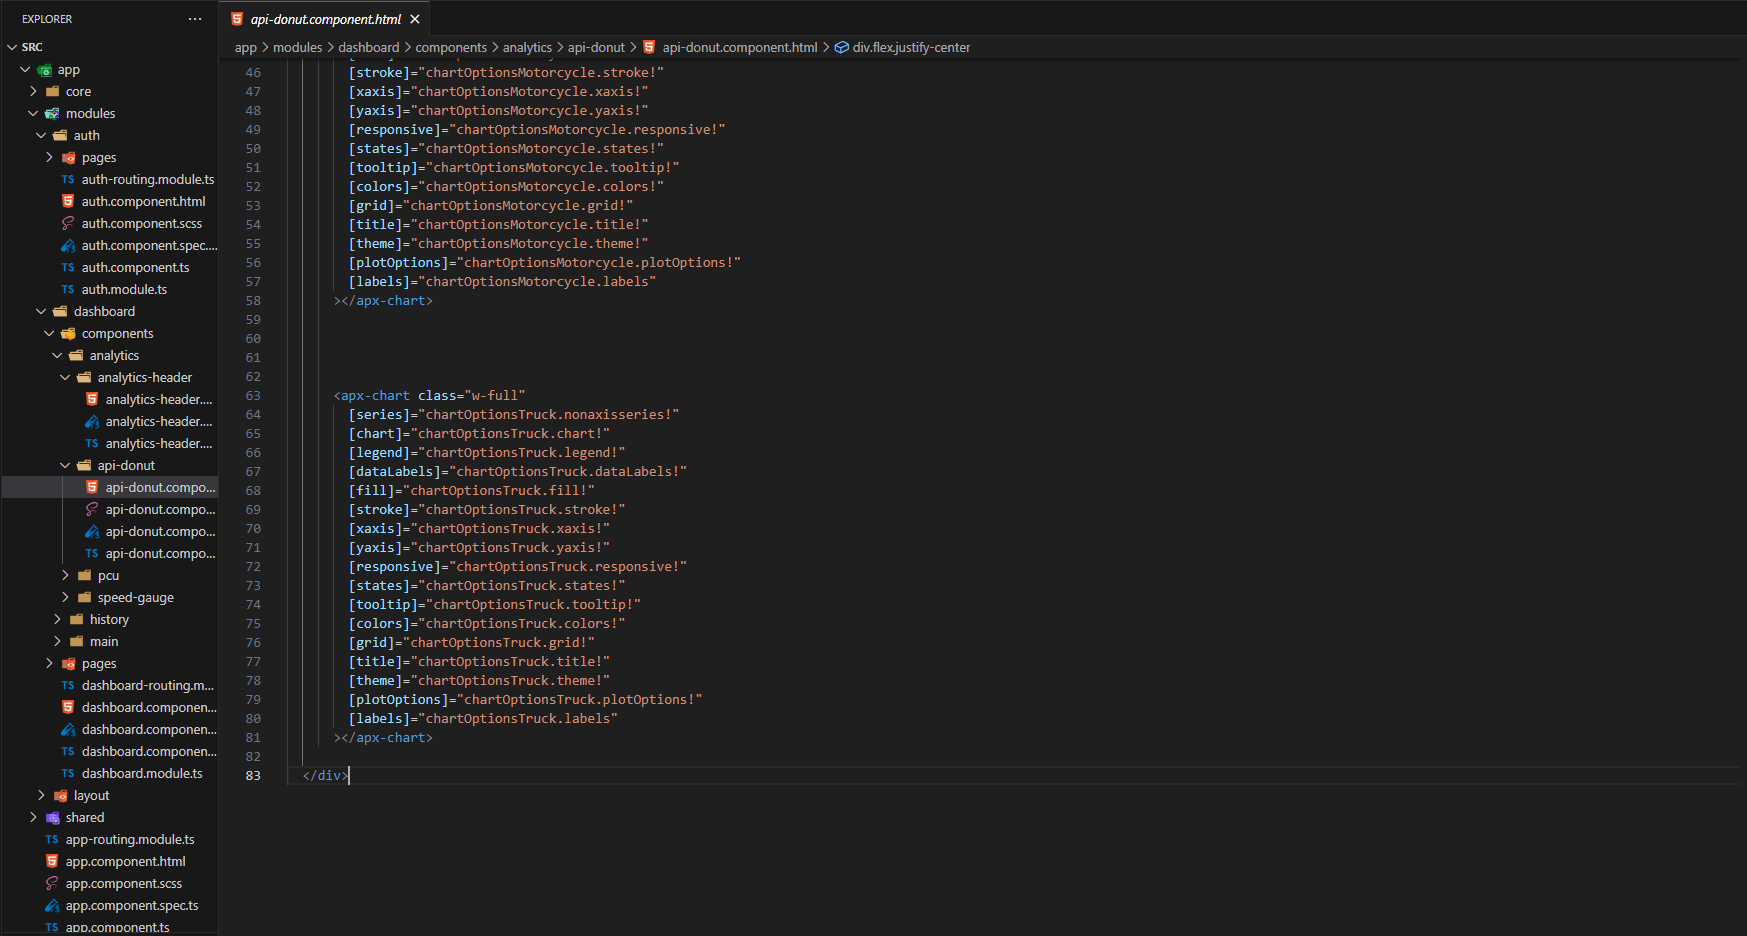 EXPLORER
SRC
app
core
modules
auth
pages
auth-routing.module.ts
auth.component.html
auth.component.scss
auth.component.spec....
auth.component.ts
auth.module.ts
dashboard
components
analytics
analytics-header
analytics-header....
analytics-header....
analytics-header....
api-donut
api-donut.compo...
api-donut.compo...
api-donut.compo...
api-donut.compo...
pcu
speed-gauge
history
main
pages
dashboard-routing.m...
dashboard.componen...
dashboard.componen...
dashboard.componen...
dashboard.module.ts
layout
shared
app-routing.module.ts
app.component.html
app.component.scss
app.component.spec.ts
app.component.ts
api-donut.component.html
app > modules > dashboard > components > analytics > api-donut > api-donut.component.html > div.flex.justify-center
46 [stroke]="chartOptionsMotorcycle.stroke!"
47 [xaxis]="chartOptionsMotorcycle.xaxis!"
48 [yaxis]="chartOptionsMotorcycle.yaxis!"
49 [responsive]="chartOptionsMotorcycle.responsive!"
50 [states]="chartOptionsMotorcycle.states!"
51 [tooltip]="chartOptionsMotorcycle.tooltip!"
52 [colors]="chartOptionsMotorcycle.colors!"
53 [grid]="chartOptionsMotorcycle.grid!"
54 [title]="chartOptionsMotorcycle.title!"
55 [theme]="chartOptionsMotorcycle.theme!"
56 [plotOptions]="chartOptionsMotorcycle.plotOptions!"
57 [labels]="chartOptionsMotorcycle.labels"
58 ></apx-chart>
59
60
61
62
63 <apx-chart class="w-full"
64 [series]="chartOptionsTruck.nonaxisseries!"
65 [chart]="chartOptionsTruck.chart!"
66 [legend]="chartOptionsTruck.legend!"
67 [dataLabels]="chartOptionsTruck.dataLabels!"
68 [fill]="chartOptionsTruck.fill!"
69 [stroke]="chartOptionsTruck.stroke!"
70 [xaxis]="chartOptionsTruck.xaxis!"
71 [yaxis]="chartOptionsTruck.yaxis!"
72 [responsive]="chartOptionsTruck.responsive!"
73 [states]="chartOptionsTruck.states!"
74 [tooltip]="chartOptionsTruck.tooltip!"
75 [colors]="chartOptionsTruck.colors!"
76 [grid]="chartOptionsTruck.grid!"
77 [title]="chartOptionsTruck.title!"
78 [theme]="chartOptionsTruck.theme!"
79 [plotOptions]="chartOptionsTruck.plotOptions!"
80 [labels]="chartOptionsTruck.labels"
81 ></apx-chart>
82
83 </div>